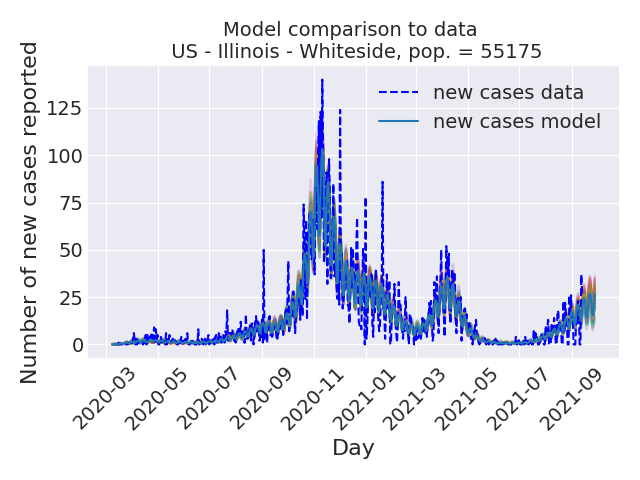 Model comparison to data
US - Illinois - Whiteside, pop. = 55175
Number of new cases reported
125
100
75
50
25
0
new cases data
new cases model
2020-03
2020-05
2020-07
2020-09
2020-11
2021-01
2021-03
2021-05
2021-07
2021-09
Day